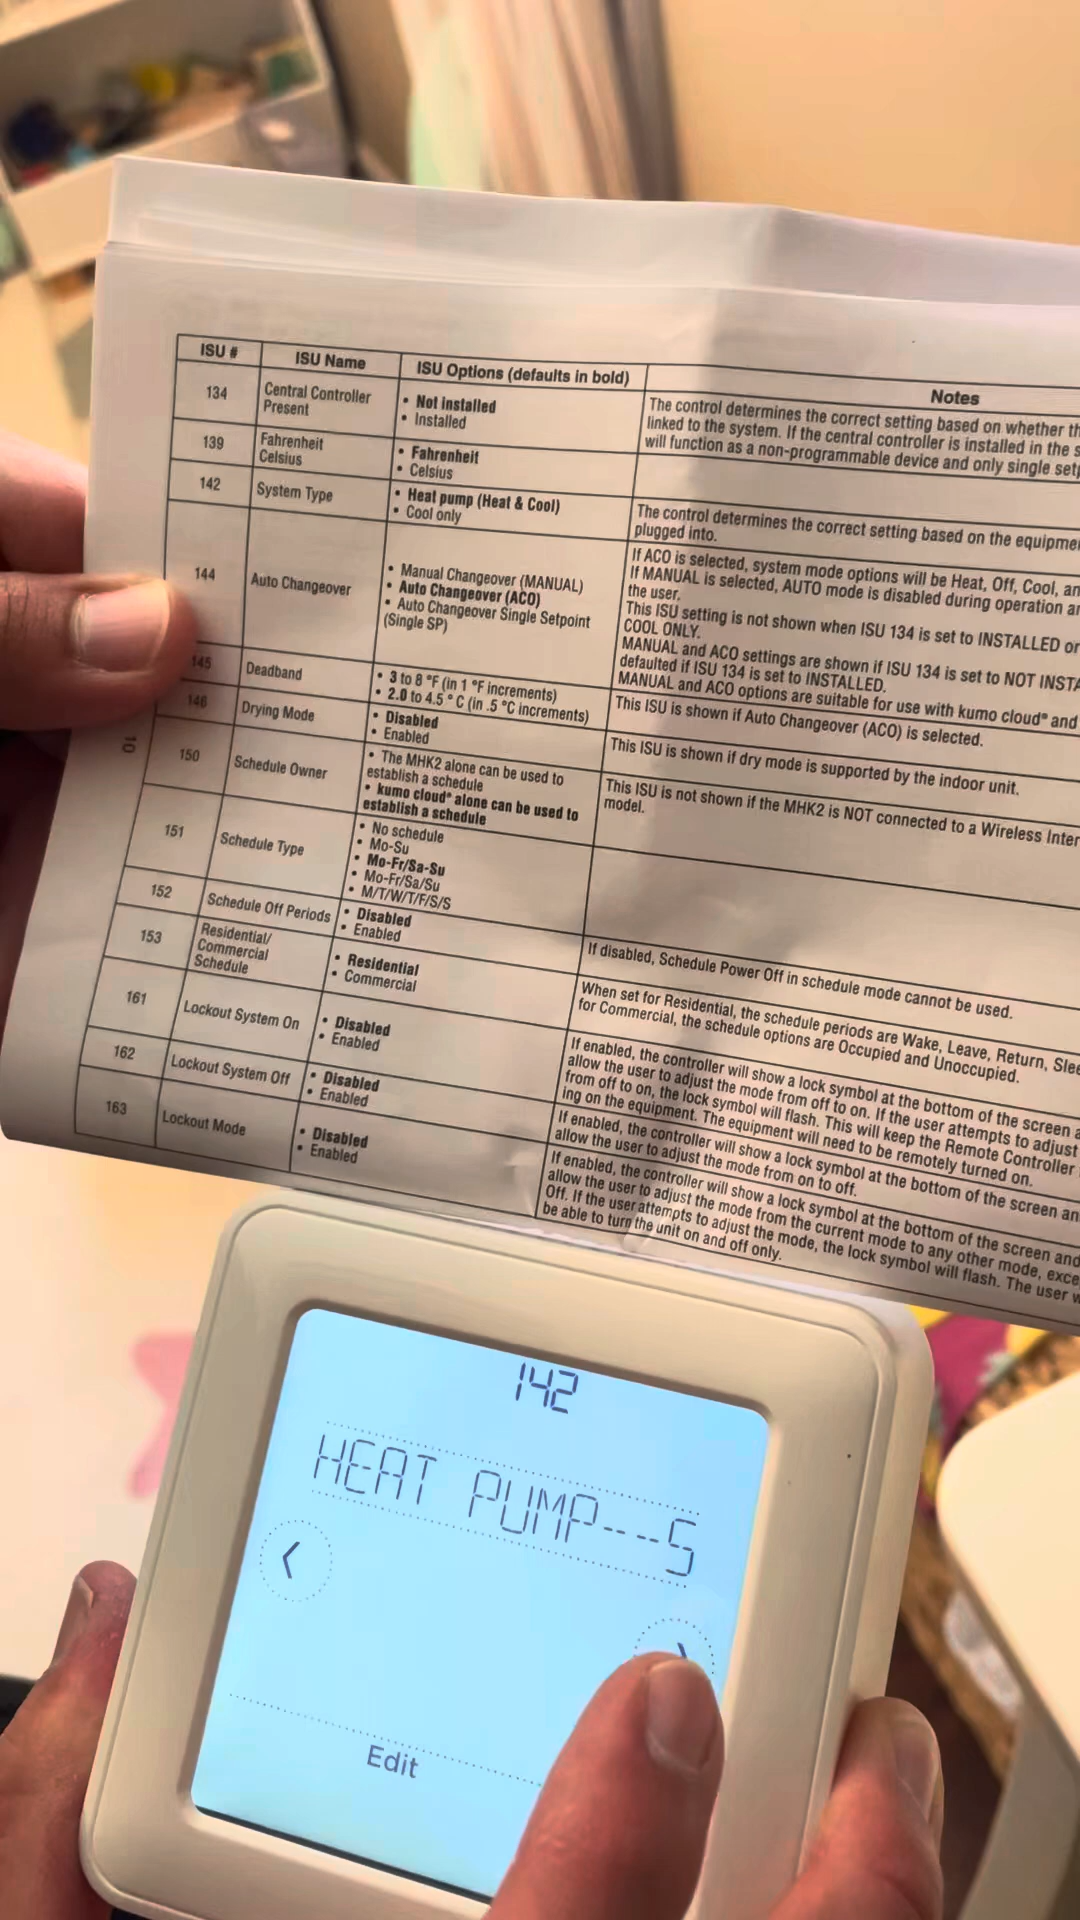 ISU #
ISU Name
ISU Options (defaults in bold)
Notes
134
Central Controller
Present
• Not installed
• Installed
The control determines the correct setting based on whether
linked to the system. If the central controller is installed in the
will function as a non-programmable device and only single
139
Fahrenheit
Celsius
• Fahrenheit
• Celsius
142
System Type
• Heat pump (Heat & Cool)
• Cool only
The control determines the correct setting based on the
plugged into.
144
Auto Changeover
• Manual Changeover (MANUAL)
• Auto Changeover (ACO)
• Auto Changeover Single Setpoint
(Single SP)
If ACO is selected, system mode options will be Heat, Off, Cool,
If MANUAL is selected, AUTO mode is disabled during operation
the user.
This ISU setting is not shown when ISU 134 is set to INSTALLED or
COOL ONLY.
MANUAL and ACO settings are shown if ISU 134 is set to NOT
defaulted if ISU 134 is set to INSTALLED.
MANUAL and ACO options are suitable for use with kumo cloud® and
145
Deadband
• 3 to 8 °F (in 1 °F increments)
• 2.0 to 4.5 ° C (in .5 °C increments)
This ISU is shown if Auto Changeover (ACO) is selected.
146
Drying Mode
• Disabled
• Enabled
This ISU is shown if dry mode is supported by the indoor unit.
150
Schedule Owner
• The MHK2 alone can be used to
establish a schedule
• kumo cloud® alone can be used to
establish a schedule
This ISU is not shown if the MHK2 is NOT connected to a Wireless
model.
151
Schedule Type
• No schedule
• Mo-Su
• Mo-Fr/Sa-Su
• Mo-Fr/Sa/Su
• M/T/W/T/F/S/S
152
Schedule Off Periods
• Disabled
• Enabled
If disabled, Schedule Power Off in schedule mode cannot be used.
153
Residential/
Commercial
Schedule
• Residential
• Commercial
When set for Residential, the schedule periods are Wake, Leave, Return,
for Commercial, the schedule options are Occupied and Unoccupied.
161
Lockout System On
• Disabled
• Enabled
If enabled, the controller will show a lock symbol at the bottom of the screen
allow the user to adjust the mode from off to on. If the user attempts to adjust
from off to on, the lock symbol will flash. This will keep the Remote Controller
ing on the equipment. The equipment will need to be remotely turned on.
162
Lockout System Off
• Disabled
• Enabled
If enabled, the controller will show a lock symbol at the bottom of the screen
allow the user to adjust the mode from on to off.
163
Lockout Mode
• Disabled
• Enabled
If enabled, the controller will show a lock symbol at the bottom of the screen and
allow the user to adjust the mode from the current mode to any other mode,
Off. If the user attempts to adjust the mode, the lock symbol will flash. The user
be able to turn the unit on and off only.
10
142
HEAT PUMP----5
Edit